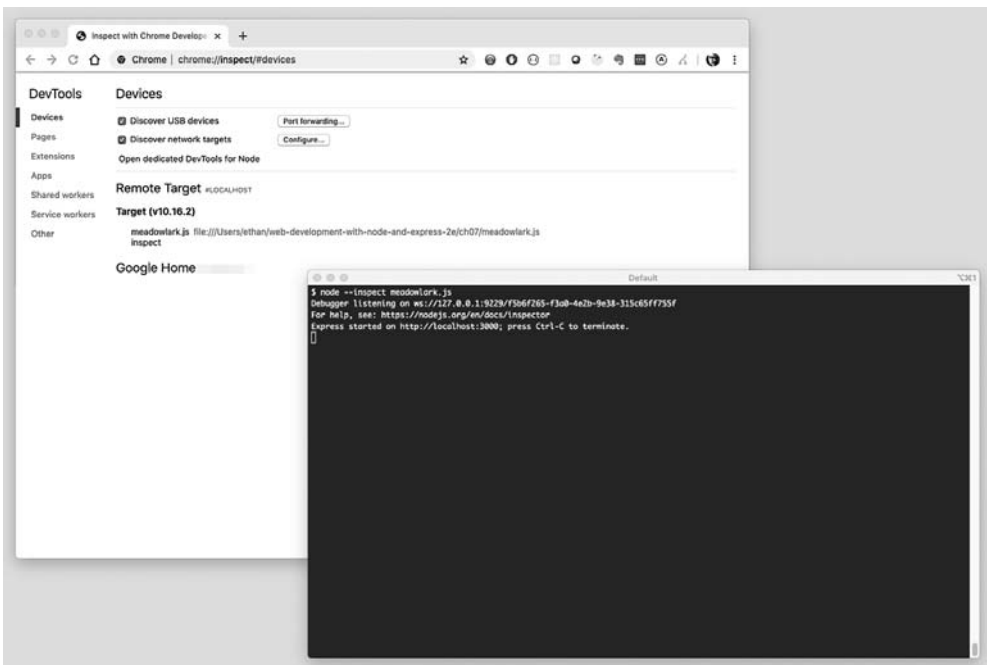 Inspect with Chrome Develope × +
Chrome | chrome://inspect/#devices
DevTools
Devices
Pages
Extensions
Apps
Shared workers
Service workers
Other
Devices
Discover USB devices Port forwarding...
Discover network targets Configure...
Open dedicated DevTools for Node
Remote Target #LOCALHOST
Target (v10.16.2)
meadowlark.js file:///Users/ethan/web-development-with-node-and-express-2e/ch07/meadowlark.js
inspect
Google Home
Default ⌥⌘1
$ node --inspect meadowlark.js
Debugger listening on ws://127.0.0.1:9229/f5b6f265-f3a0-4e2b-9e38-315c65ff755f
For help, see: https://nodejs.org/en/docs/inspector
Express started on http://localhost:3000; press Ctrl-C to terminate.